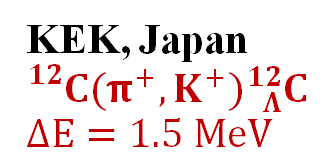 KEK, Japan
¹²C(π⁺, K⁺)¹²ΛC
ΔE = 1.5 MeV